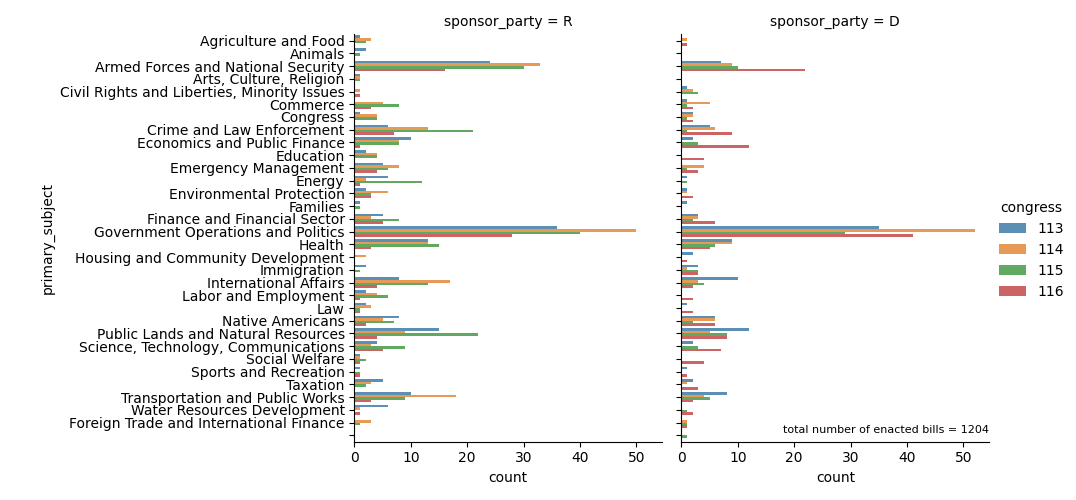 sponsor_party = R
sponsor_party = D
primary_subject
Agriculture and Food
Animals
Armed Forces and National Security
Arts, Culture, Religion
Civil Rights and Liberties, Minority Issues
Commerce
Congress
Crime and Law Enforcement
Economics and Public Finance
Education
Emergency Management
Energy
Environmental Protection
Families
Finance and Financial Sector
Government Operations and Politics
Health
Housing and Community Development
Immigration
International Affairs
Labor and Employment
Law
Native Americans
Public Lands and Natural Resources
Science, Technology, Communications
Social Welfare
Sports and Recreation
Taxation
Transportation and Public Works
Water Resources Development
Foreign Trade and International Finance
total number of enacted bills = 1204
0 10 20 30 40 50
0 10 20 30 40 50
count
count
congress
113
114
115
116